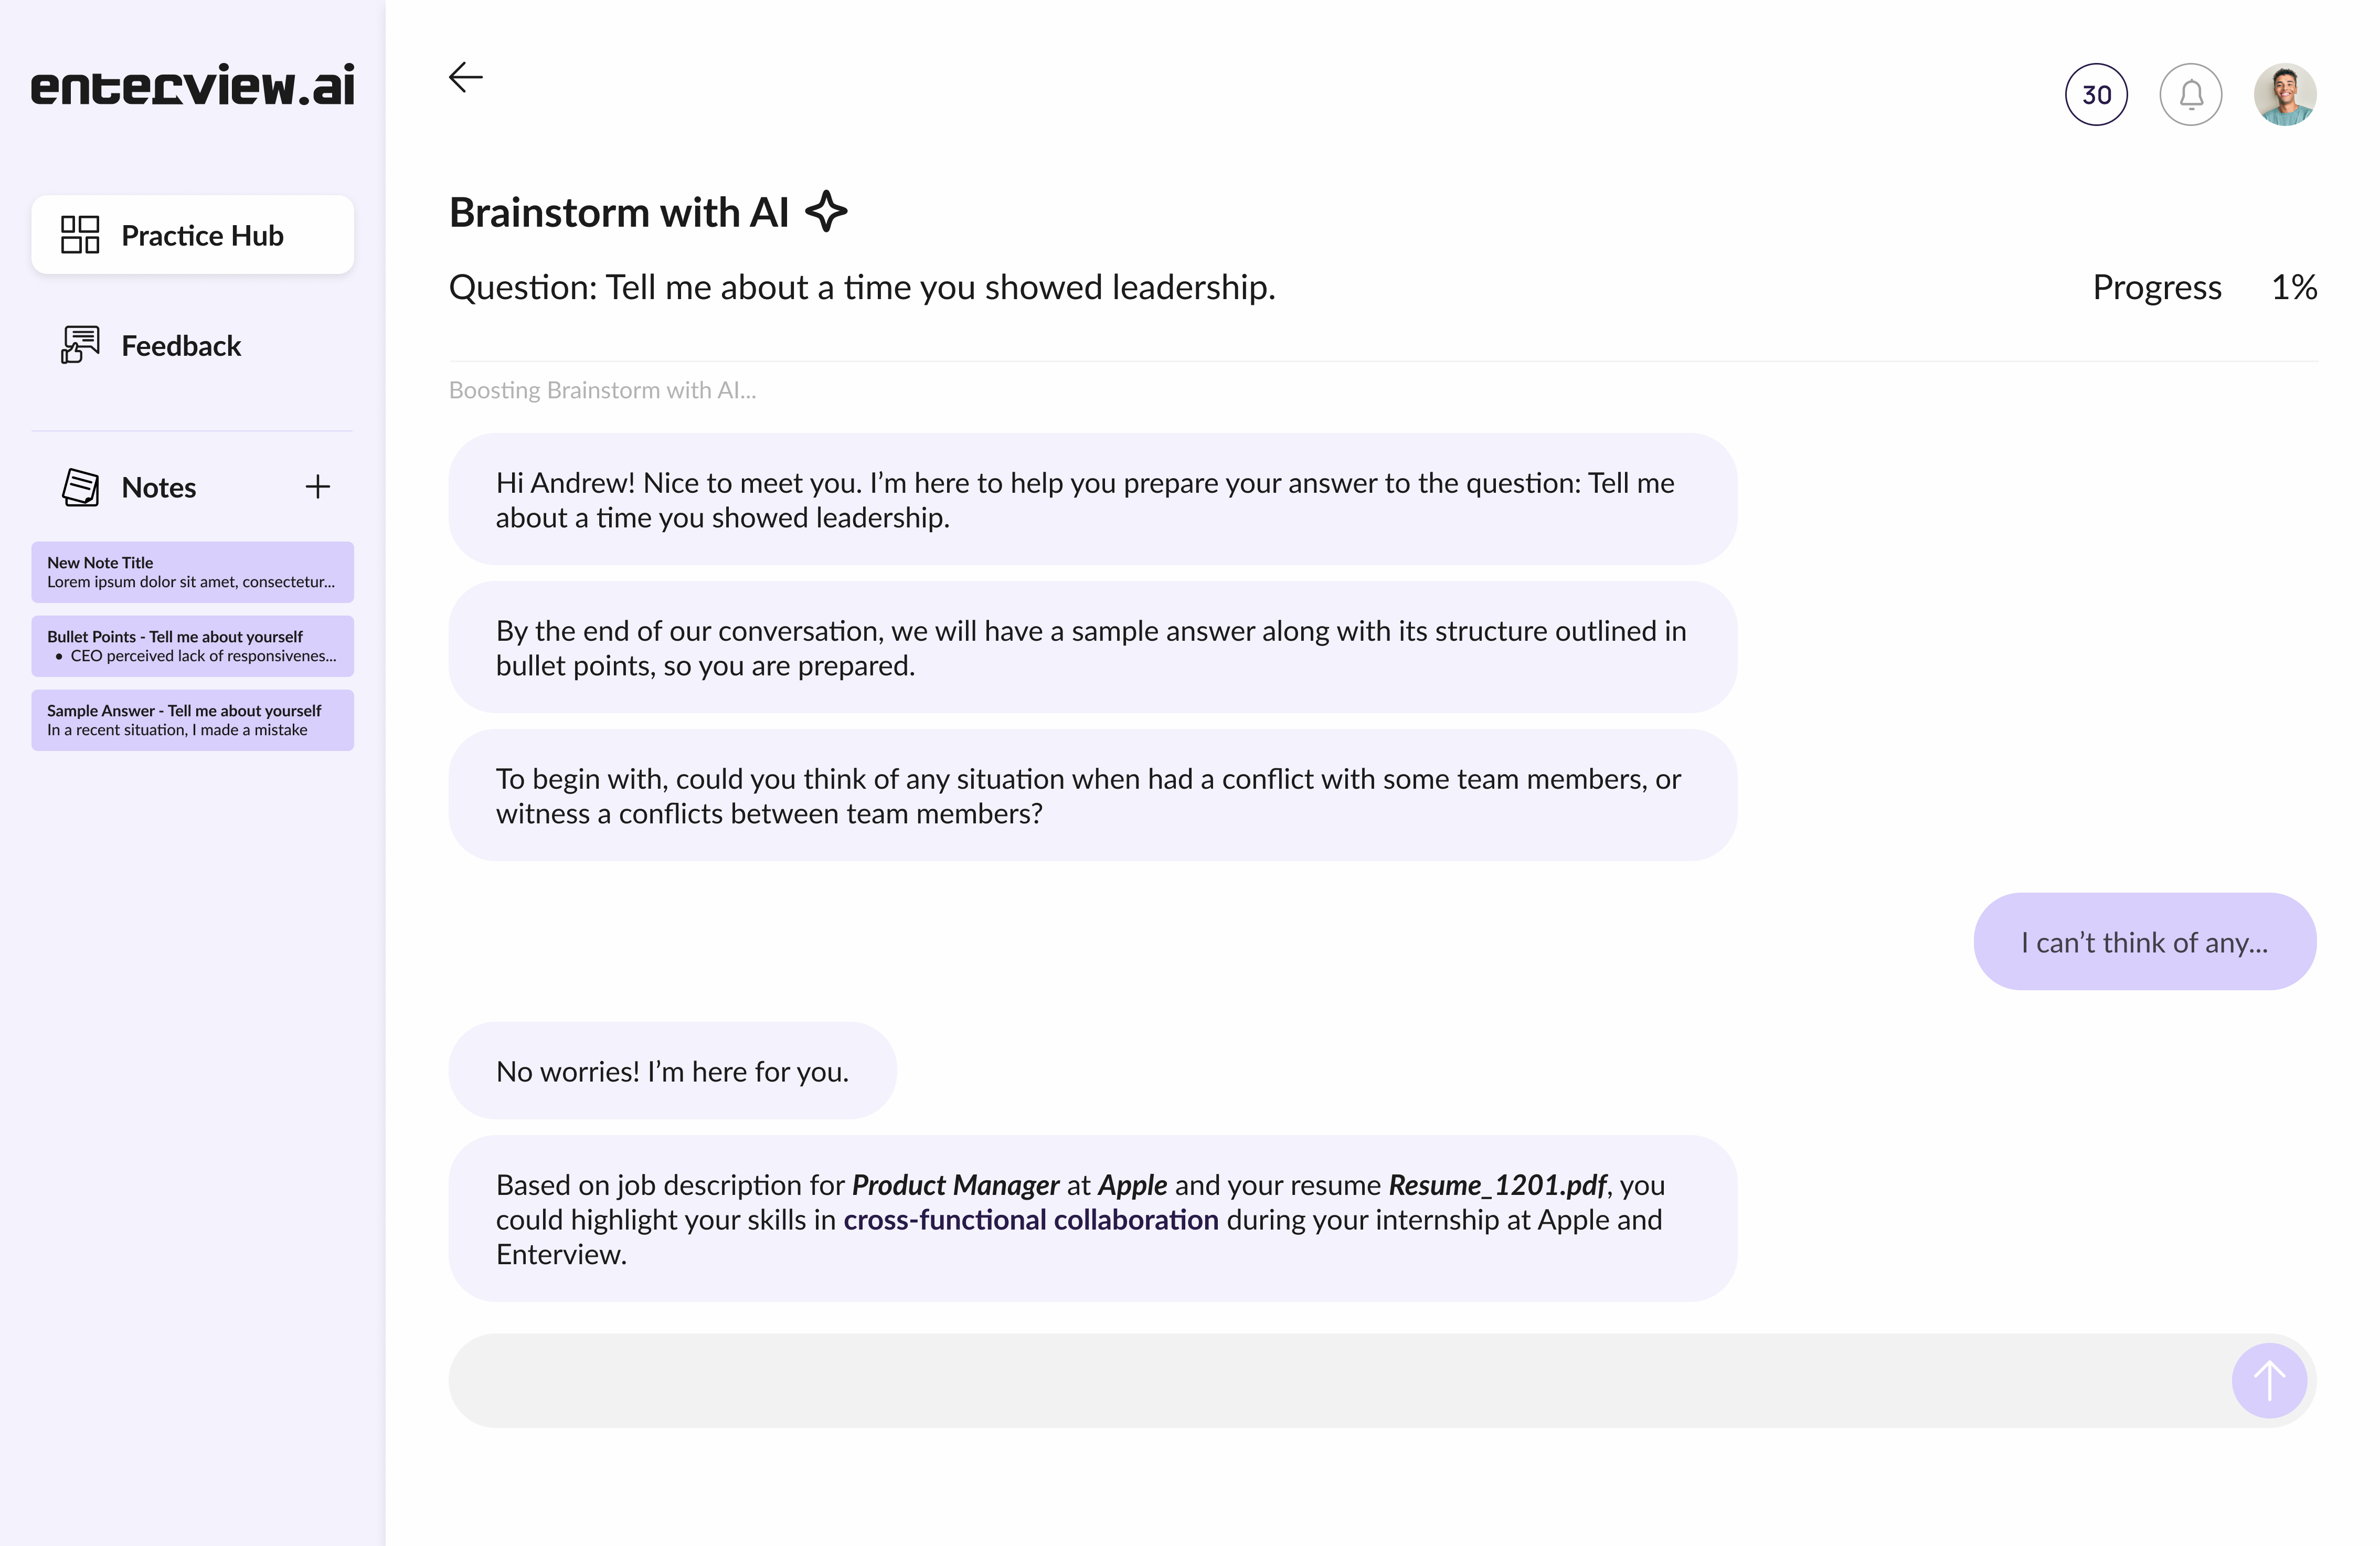 enterview.ai
30
Practice Hub
Feedback
Notes
New Note Title
Lorem ipsum dolor sit amet, consectetur...
Bullet Points - Tell me about yourself
• CEO perceived lack of responsivenes...
Sample Answer - Tell me about yourself
In a recent situation, I made a mistake
Brainstorm with AI
Question: Tell me about a time you showed leadership.
Progress 1%
Boosting Brainstorm with AI...
Hi Andrew! Nice to meet you. I’m here to help you prepare your answer to the question: Tell me
about a time you showed leadership.
By the end of our conversation, we will have a sample answer along with its structure outlined in
bullet points, so you are prepared.
To begin with, could you think of any situation when had a conflict with some team members, or
witness a conflicts between team members?
I can’t think of any...
No worries! I’m here for you.
Based on job description for Product Manager at Apple and your resume Resume_1201.pdf, you
could highlight your skills in cross-functional collaboration during your internship at Apple and
Enterview.